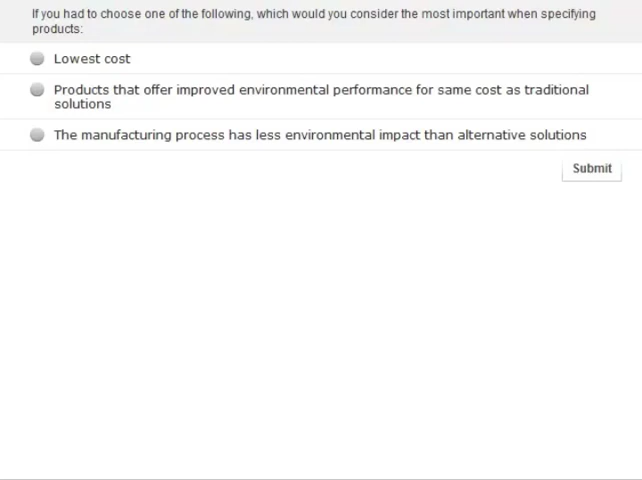 If you had to choose one of the following, which would you consider the most important when specifying
products:
Lowest cost
Products that offer improved environmental performance for same cost as traditional
solutions
The manufacturing process has less environmental impact than alternative solutions
Submit